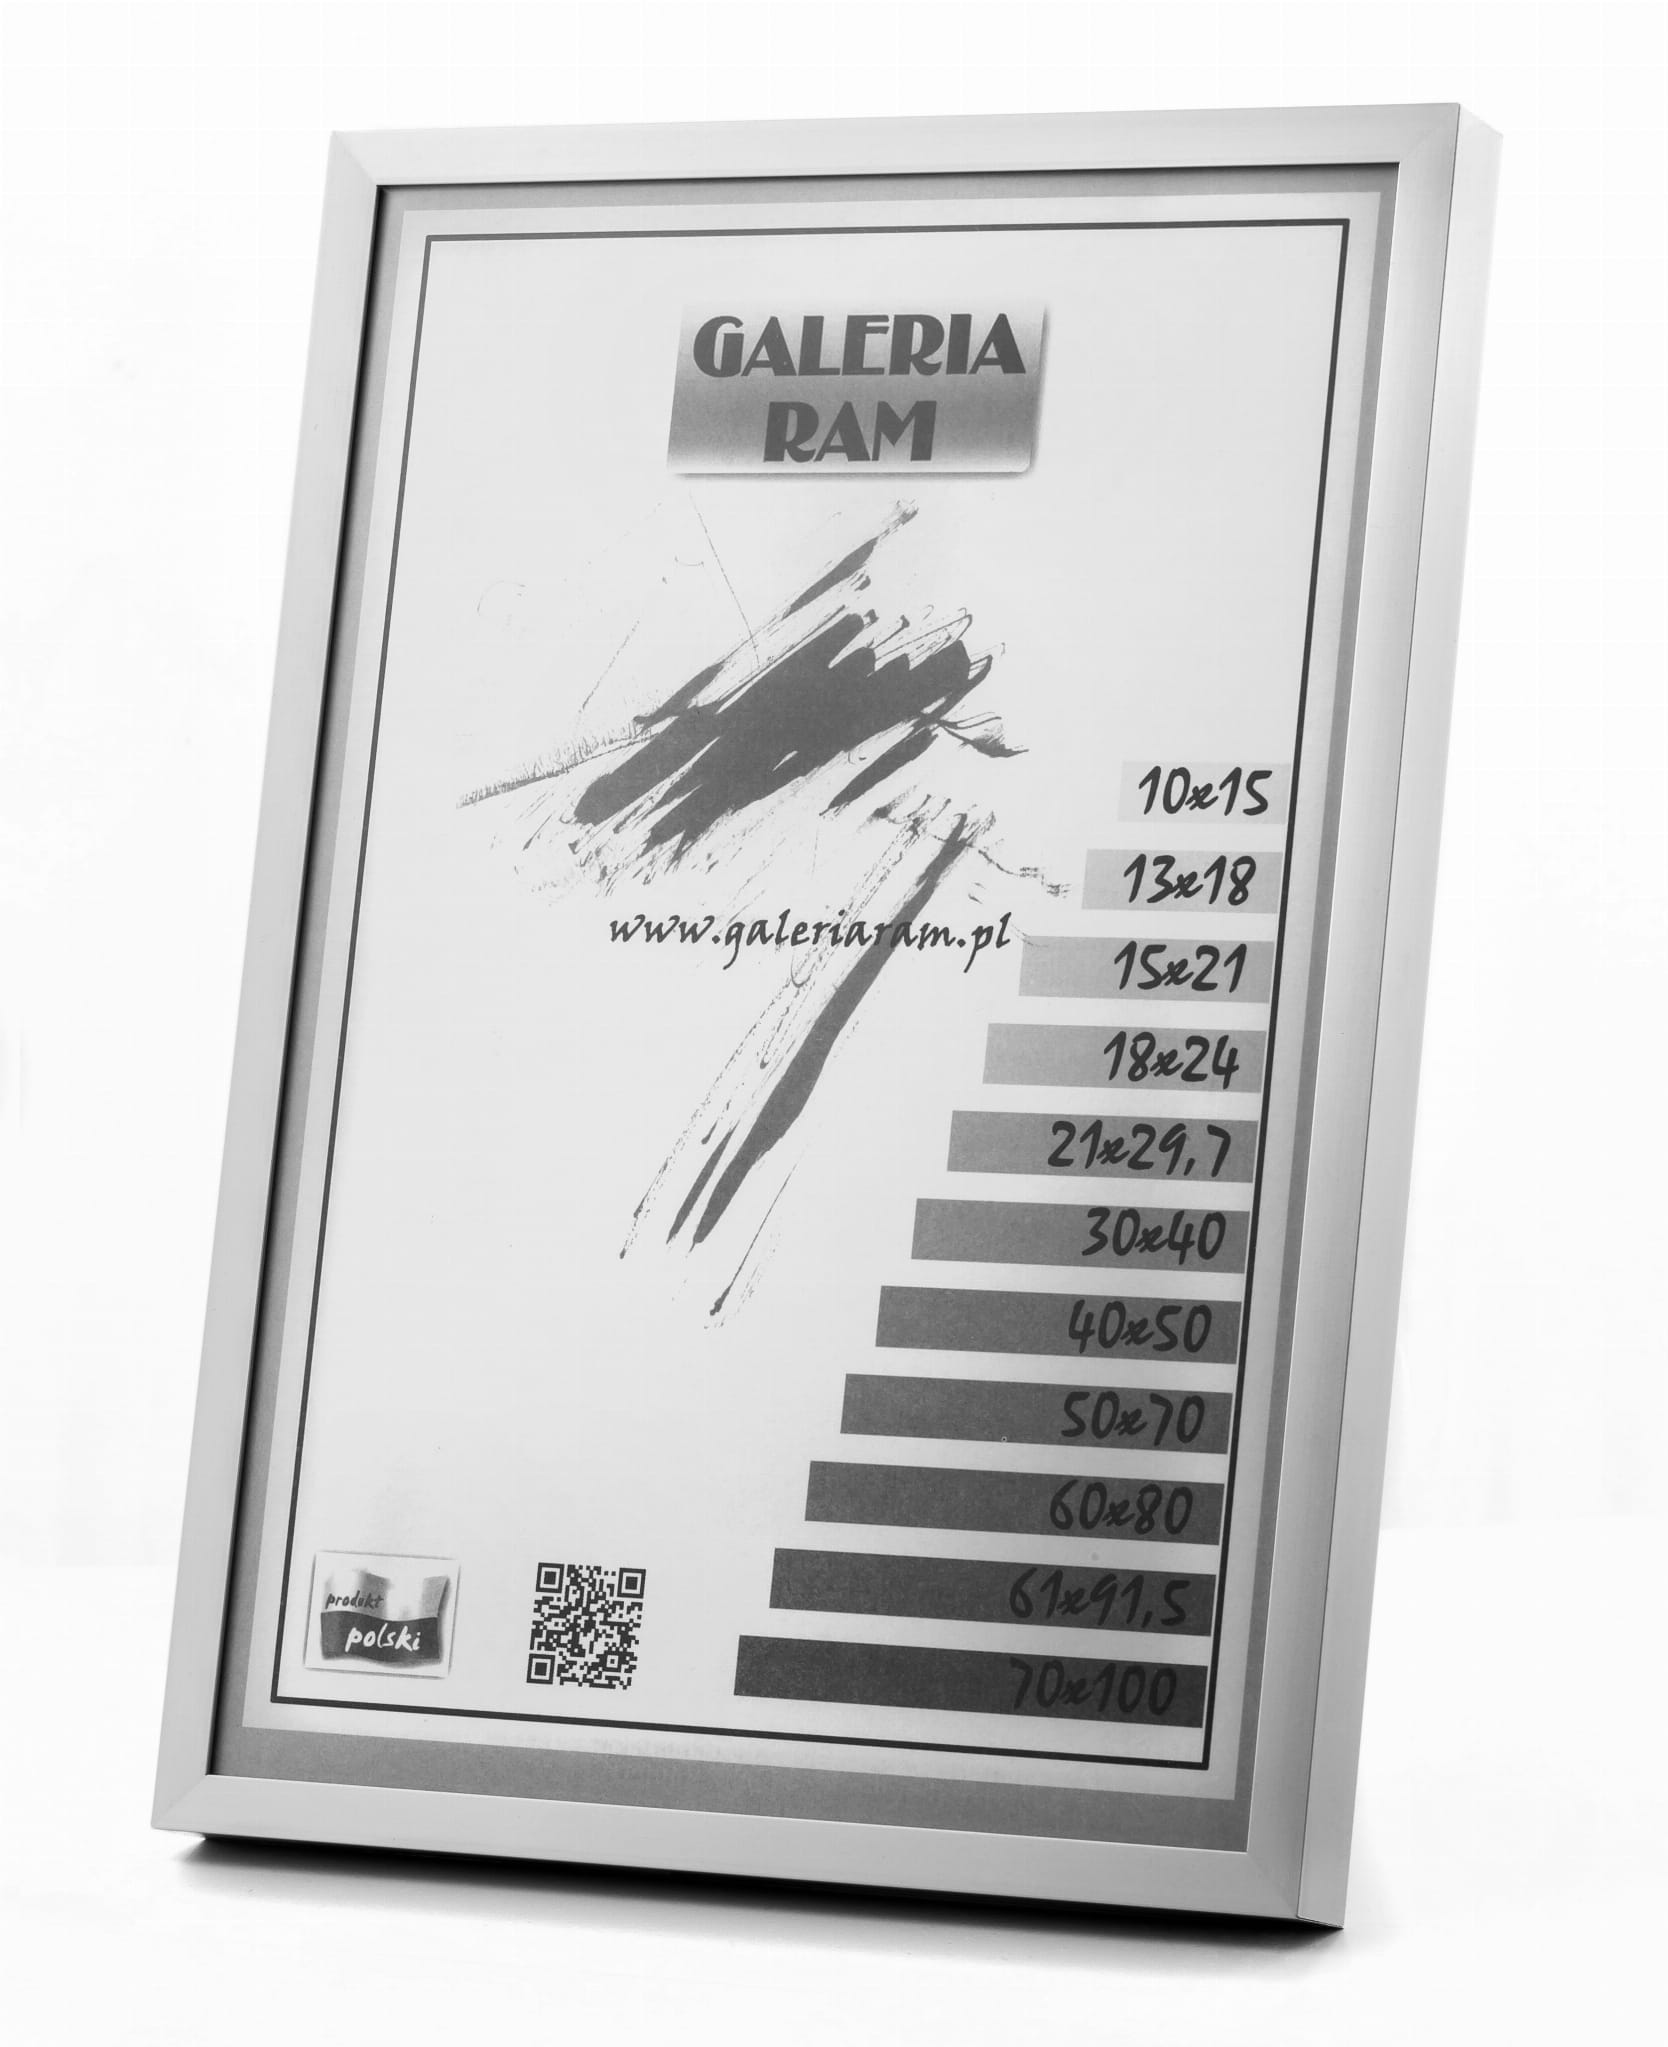 GALERIA
RAM
www.galeriaram.pl
10x15
13x18
15x21
18x24
21x29,7
30x40
40x50
50x70
60x80
61x91,5
70x100
produkt
polski